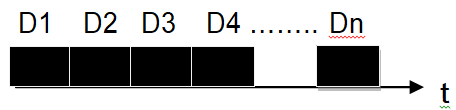 D1 D2 D3 D4 …….. Dn
t